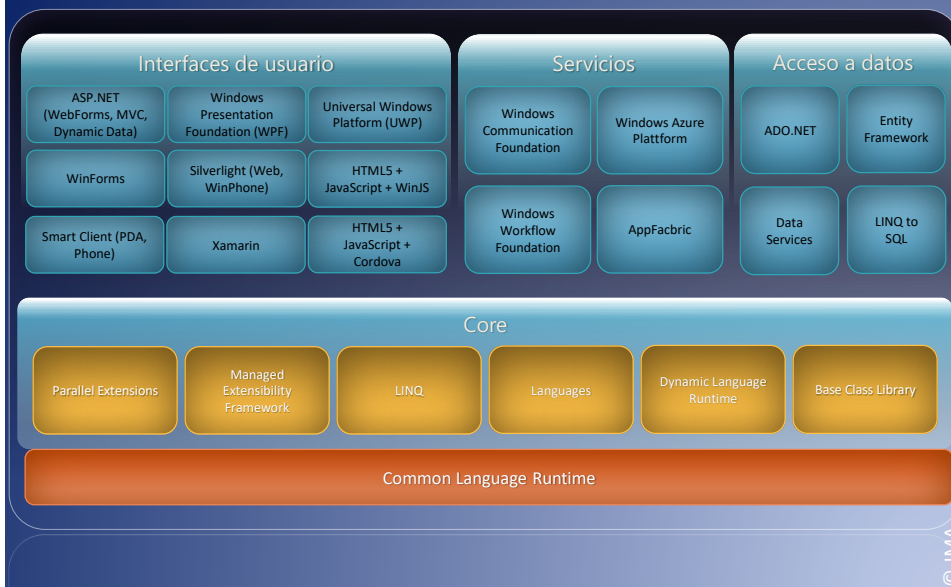 Interfaces de usuario
ASP.NET
(WebForms, MVC,
Dynamic Data)
Windows
Presentation
Foundation (WPF)
Universal Windows
Platform (UWP)
WinForms
Silverlight (Web,
WinPhone)
HTML5 +
JavaScript + WinJS
Smart Client (PDA,
Phone)
Xamarin
HTML5 +
JavaScript +
Cordova
Servicios
Windows
Communication
Foundation
Windows Azure
Plattform
Windows
Workflow
Foundation
AppFacbric
Acceso a datos
ADO.NET
Entity
Framework
Data
Services
LINQ to
SQL
Core
Parallel Extensions
Managed
Extensibility
Framework
LINQ
Languages
Dynamic Language
Runtime
Base Class Library
Common Language Runtime
© JMA